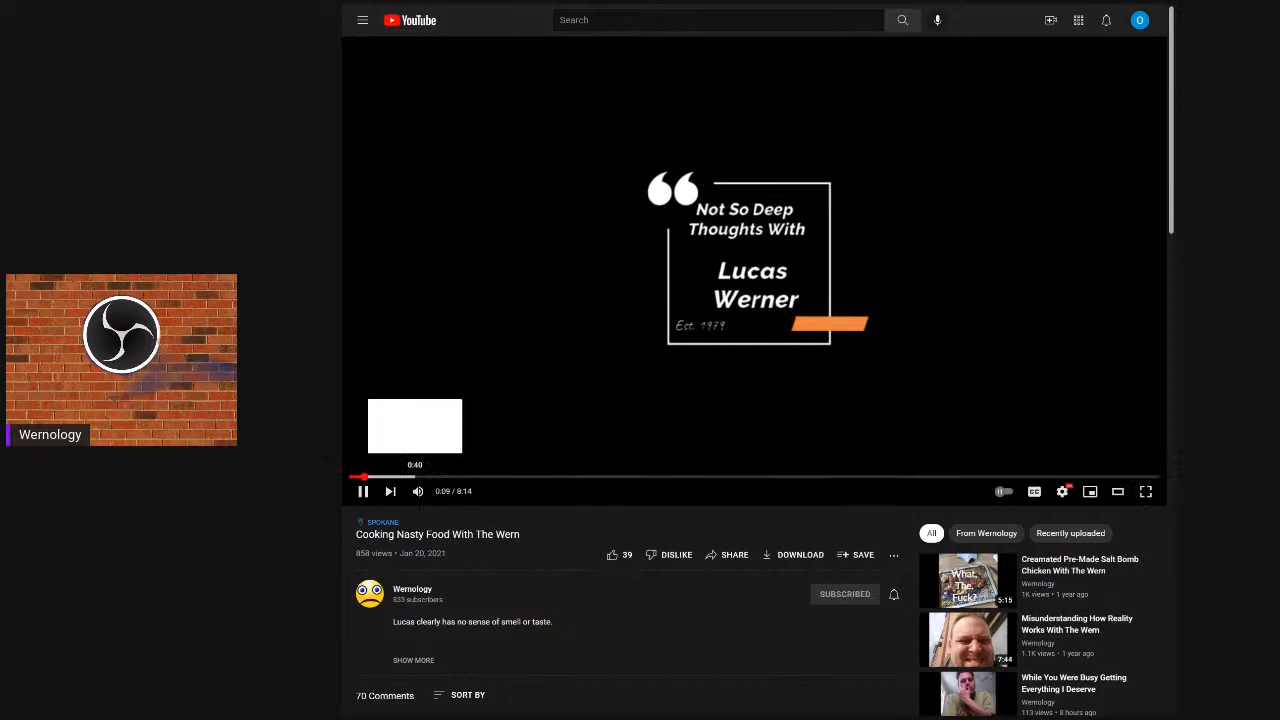 YouTube
Search
O
Not So Deep
Thoughts With
Lucas
Werner
Est. 1979
Wernology
0:40
0:09 / 8:14
CC
SPOKANE
Cooking Nasty Food With The Wern
858 views • Jan 20, 2021
39
DISLIKE
SHARE
DOWNLOAD
SAVE
Wernology
833 subscribers
SUBSCRIBED
Lucas clearly has no sense of smell or taste.
SHOW MORE
70 Comments
SORT BY
All
From Wernology
Recently uploaded
What.
The.
Fuck?
5:15
Creamated Pre-Made Salt Bomb
Chicken With The Wern
Wernology
1K views • 1 year ago
7:44
Misunderstanding How Reality
Works With The Wern
Wernology
1.1K views • 1 year ago
While You Were Busy Getting
Everything I Deserve
Wernology
113 views • 8 hours ago